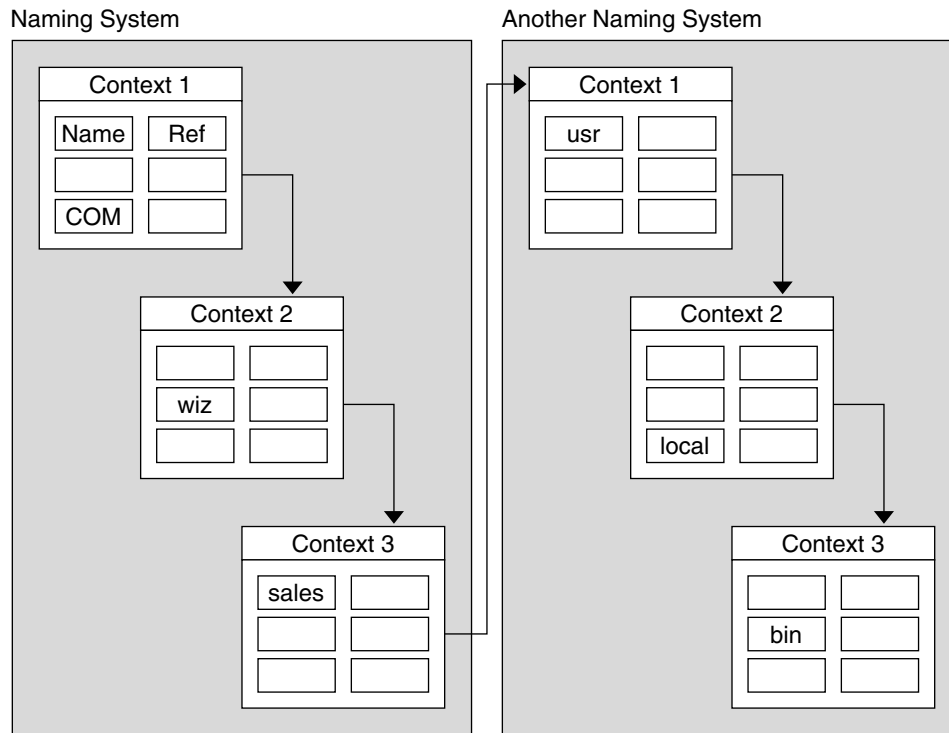 Naming System
Context 1
Name Ref
COM
Context 2
wiz
Context 3
sales
Another Naming System
Context 1
usr
Context 2
local
Context 3
bin